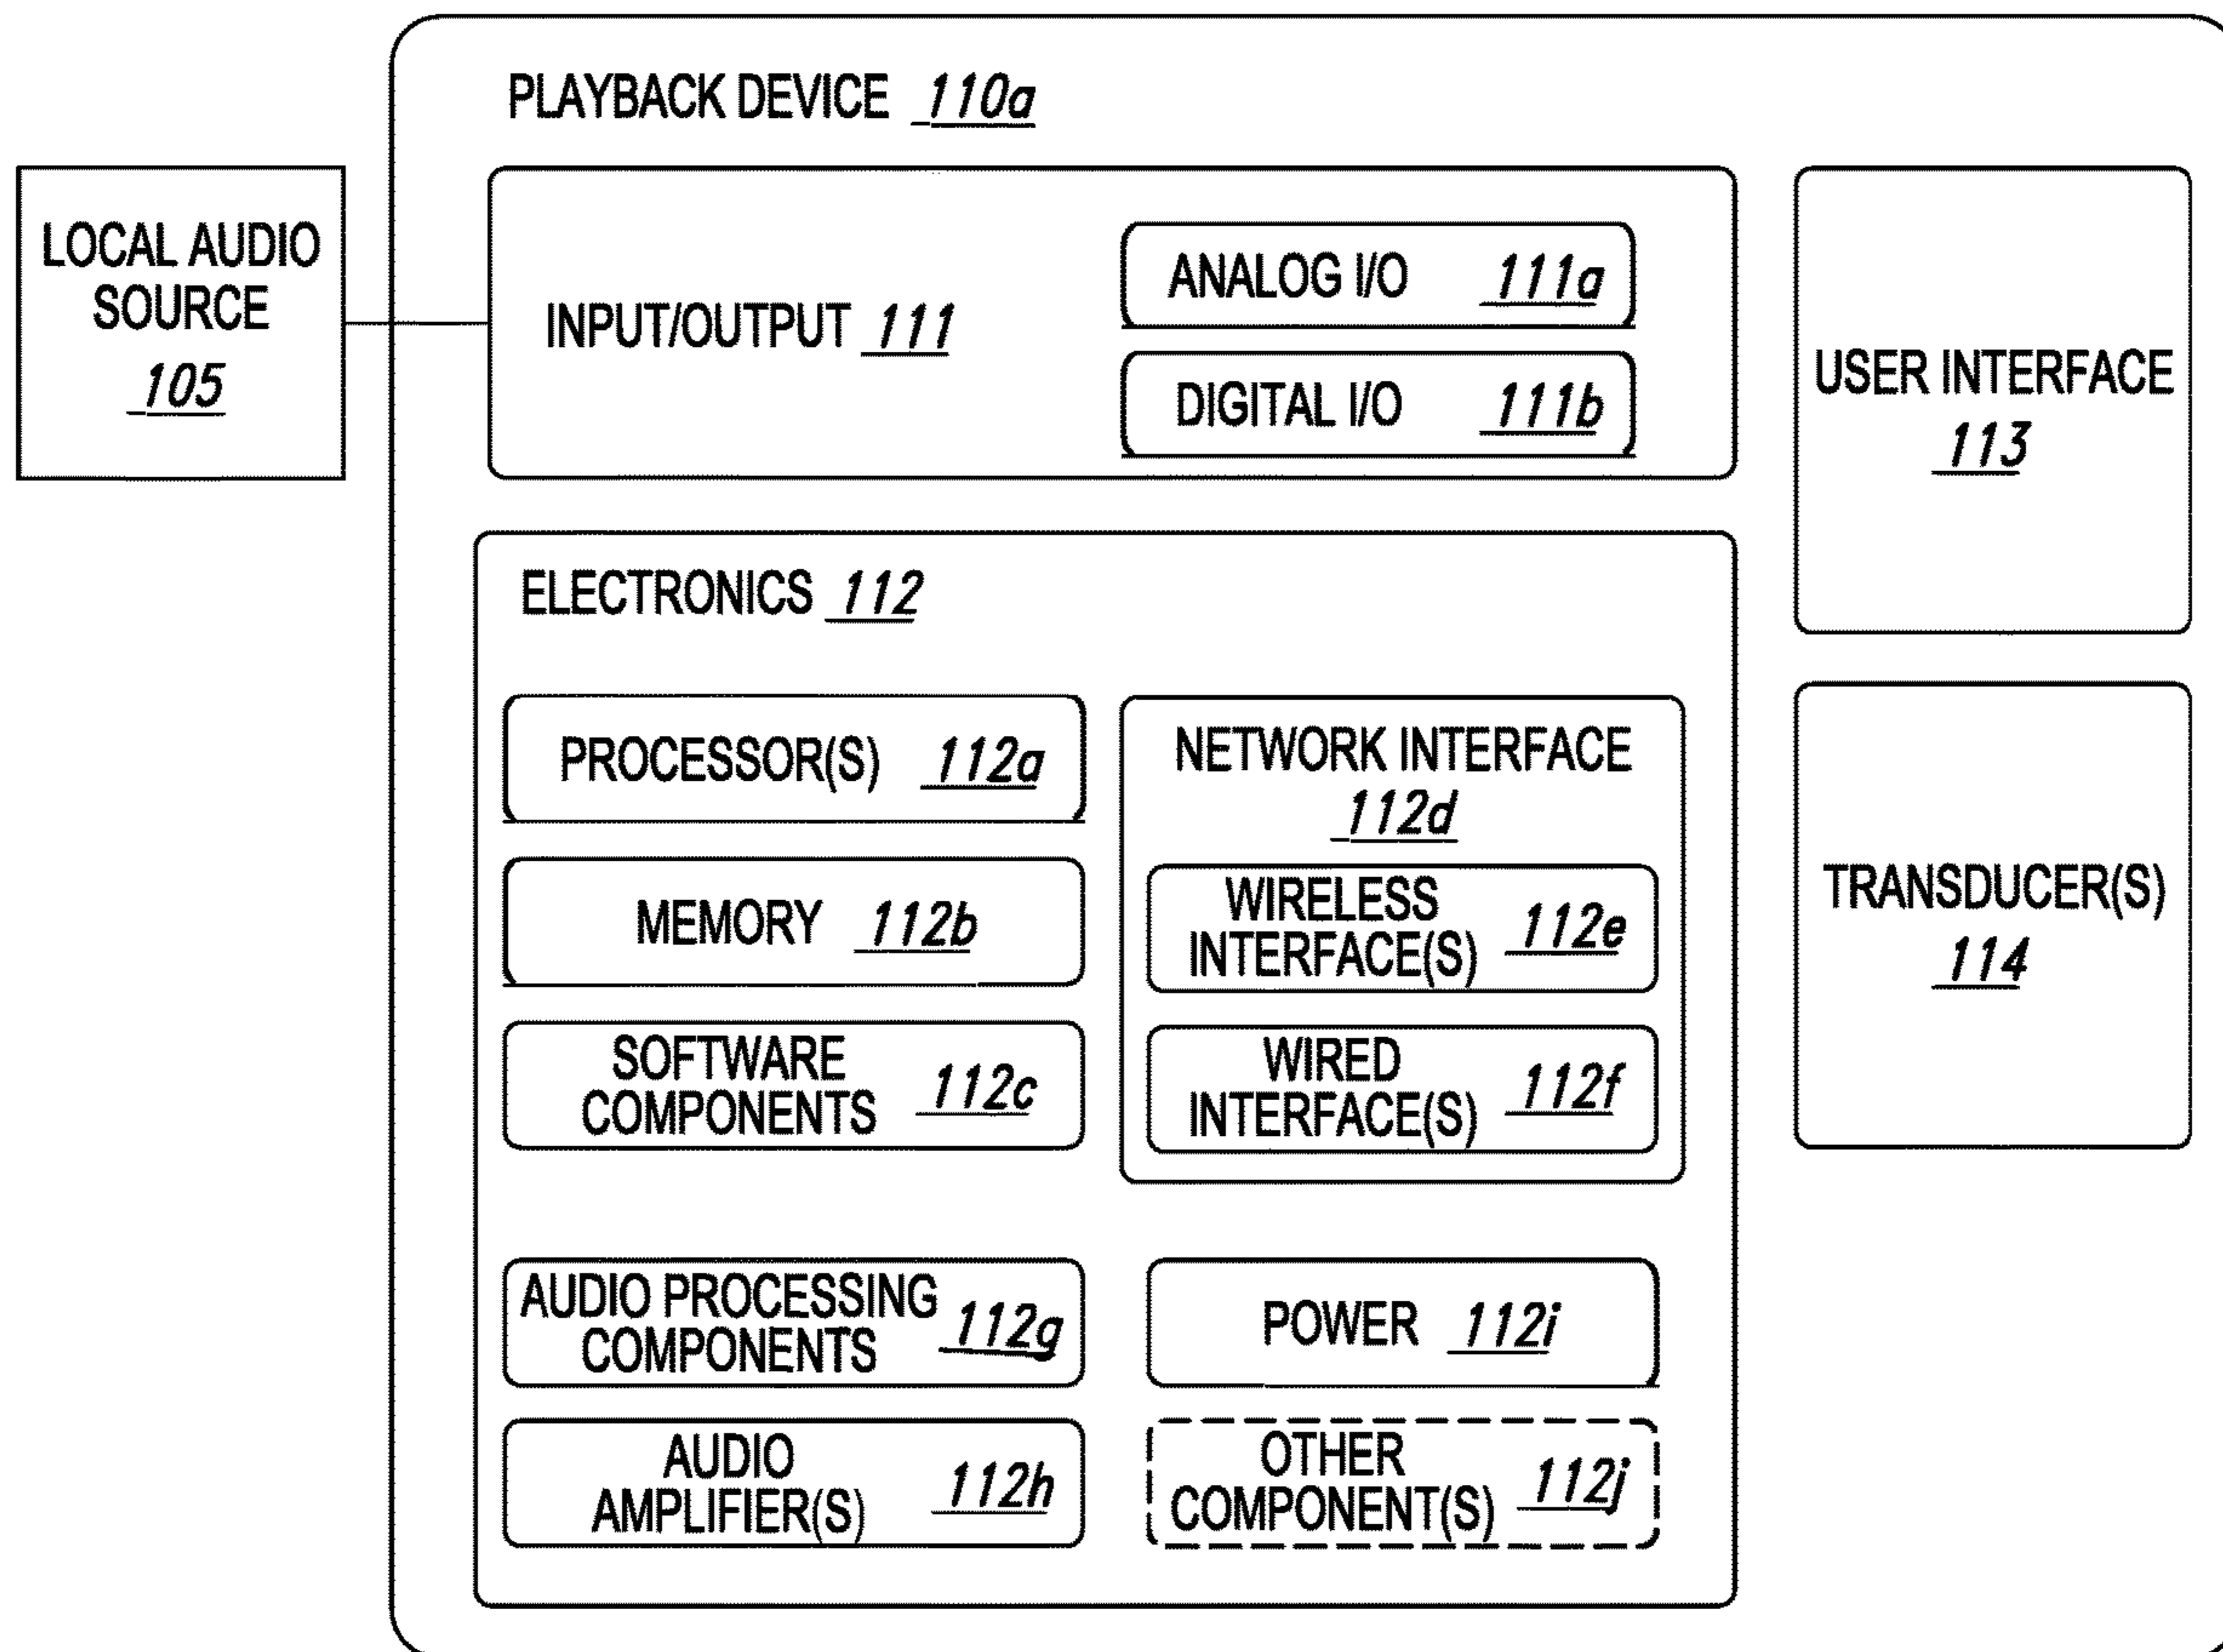 PLAYBACK DEVICE 110a
LOCAL AUDIO
SOURCE
105
INPUT/OUTPUT 111
ANALOG I/O 111a
DIGITAL I/O 111b
USER INTERFACE
113
ELECTRONICS 112
PROCESSOR(S) 112a
MEMORY 112b
SOFTWARE
COMPONENTS 112c
NETWORK INTERFACE
112d
WIRELESS
INTERFACE(S) 112e
WIRED
INTERFACE(S) 112f
TRANSDUCER(S)
114
AUDIO PROCESSING
COMPONENTS 112g
AUDIO
AMPLIFIER(S) 112h
POWER 112i
OTHER
COMPONENT(S) 112j